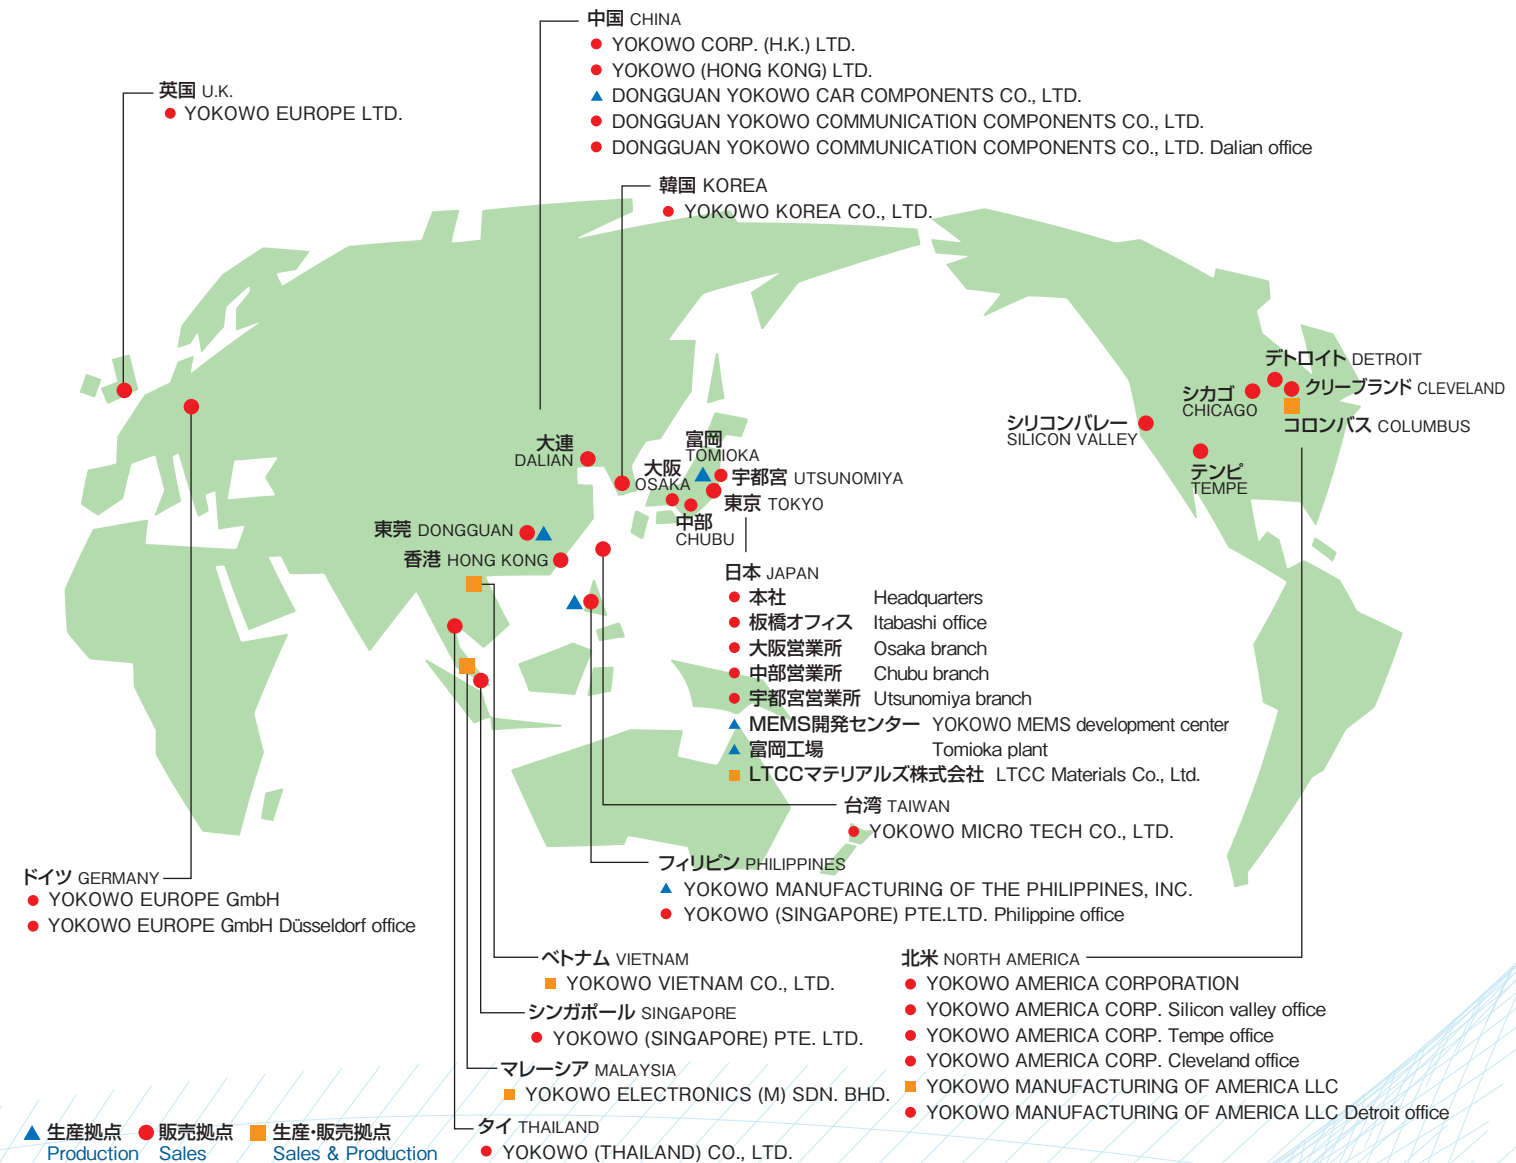 中国 CHINA
YOKOWO CORP. (H.K.) LTD.
YOKOWO (HONG KONG) LTD.
DONGGUAN YOKOWO CAR COMPONENTS CO., LTD.
DONGGUAN YOKOWO COMMUNICATION COMPONENTS CO., LTD.
DONGGUAN YOKOWO COMMUNICATION COMPONENTS CO., LTD. Dalian office
英国 U.K.
YOKOWO EUROPE LTD.
韓国 KOREA
YOKOWO KOREA CO., LTD.
デトロイト DETROIT
クリーブランド CLEVELAND
シカゴ
CHICAGO
コロンバス COLUMBUS
シリコンバレー
SILICON VALLEY
テンピ
TEMPE
大連
DALIAN
富岡
TOMIOKA
大阪
OSAKA
宇都宮 UTSUNOMIYA
東京 TOKYO
中部
CHUBU
東莞 DONGGUAN
香港 HONG KONG
日本 JAPAN
本社 Headquarters
板橋オフィス Itabashi office
大阪営業所 Osaka branch
中部営業所 Chubu branch
宇都宮営業所 Utsunomiya branch
MEMS開発センター YOKOWO MEMS development center
富岡工場 Tomioka plant
LTCCマテリアルズ株式会社 LTCC Materials Co., Ltd.
台湾 TAIWAN
YOKOWO MICRO TECH CO., LTD.
フィリピン PHILIPPINES
YOKOWO MANUFACTURING OF THE PHILIPPINES, INC.
YOKOWO (SINGAPORE) PTE.LTD. Philippine office
ドイツ GERMANY
YOKOWO EUROPE GmbH
YOKOWO EUROPE GmbH Düsseldorf office
ベトナム VIETNAM
YOKOWO VIETNAM CO., LTD.
シンガポール SINGAPORE
YOKOWO (SINGAPORE) PTE. LTD.
マレーシア MALAYSIA
YOKOWO ELECTRONICS (M) SDN. BHD.
タイ THAILAND
YOKOWO (THAILAND) CO., LTD.
北米 NORTH AMERICA
YOKOWO AMERICA CORPORATION
YOKOWO AMERICA CORP. Silicon valley office
YOKOWO AMERICA CORP. Tempe office
YOKOWO AMERICA CORP. Cleveland office
YOKOWO MANUFACTURING OF AMERICA LLC
YOKOWO MANUFACTURING OF AMERICA LLC Detroit office
生産拠点 販売拠点 生産・販売拠点
Production Sales Sales & Production